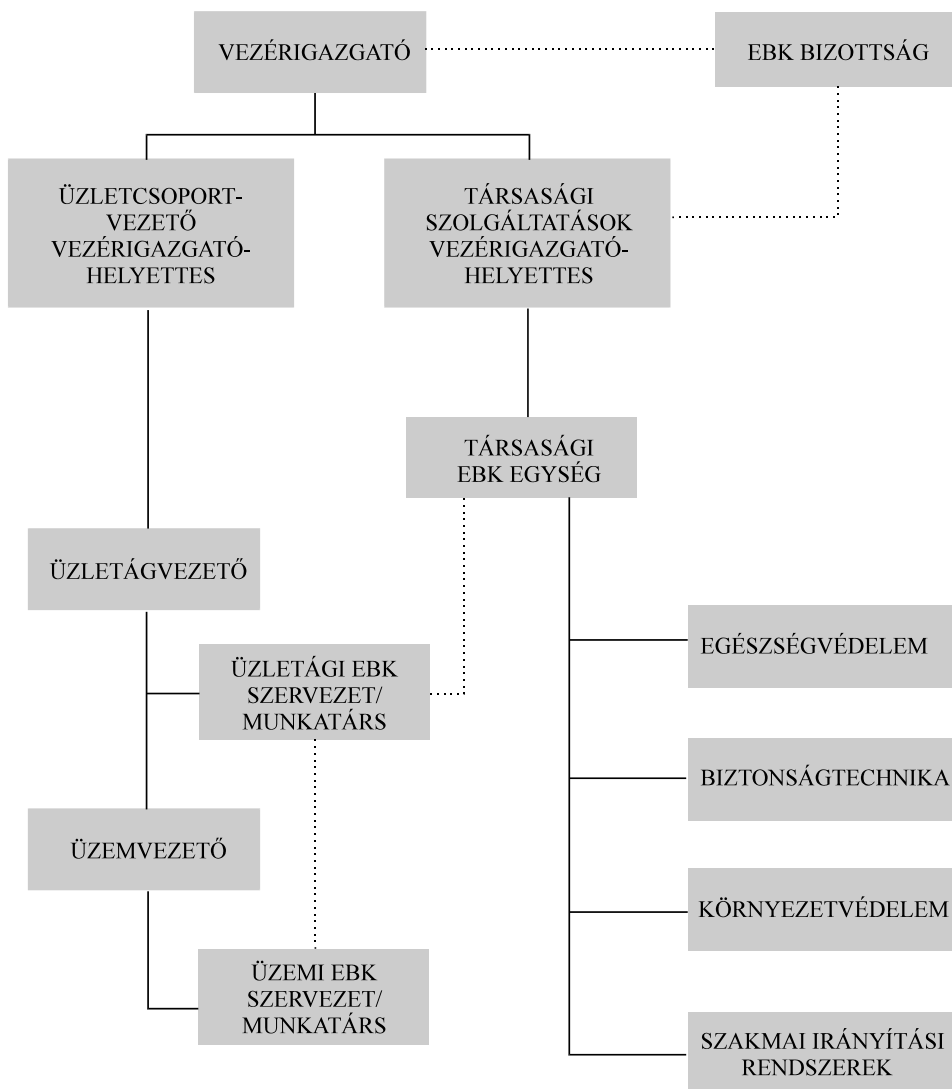 VEZÉRIGAZGATÓ
EBK BIZOTTSÁG
ÜZLETCSOPORT-
VEZETŐ
VEZÉRIGAZGATÓ-
HELYETTES
TÁRSASÁGI
SZOLGÁLTATÁSOK
VEZÉRIGAZGATÓ-
HELYETTES
TÁRSASÁGI
EBK EGYSÉG
ÜZLETÁGVEZETŐ
ÜZLETÁGI EBK
SZERVEZET/
MUNKATÁRS
EGÉSZSÉGVÉDELEM
BIZTONSÁGTECHNIKA
ÜZEMVEZETŐ
KÖRNYEZETVÉDELEM
ÜZEMI EBK
SZERVEZET/
MUNKATÁRS
SZAKMAI IRÁNYÍTÁSI
RENDSZEREK